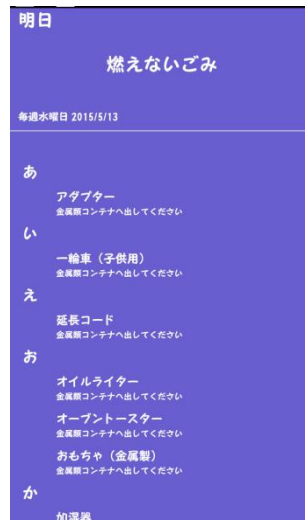 明日
燃えないごみ
毎週水曜日 2015/5/13
あ
アダプター
金属類コンテナへ出してください
い
一輪車（子供用）
金属類コンテナへ出してください
え
延長コード
金属類コンテナへ出してください
お
オイルライター
金属類コンテナへ出してください
オーブントースター
金属類コンテナへ出してください
おもちゃ（金属製）
金属類コンテナへ出してください
か
加湿器